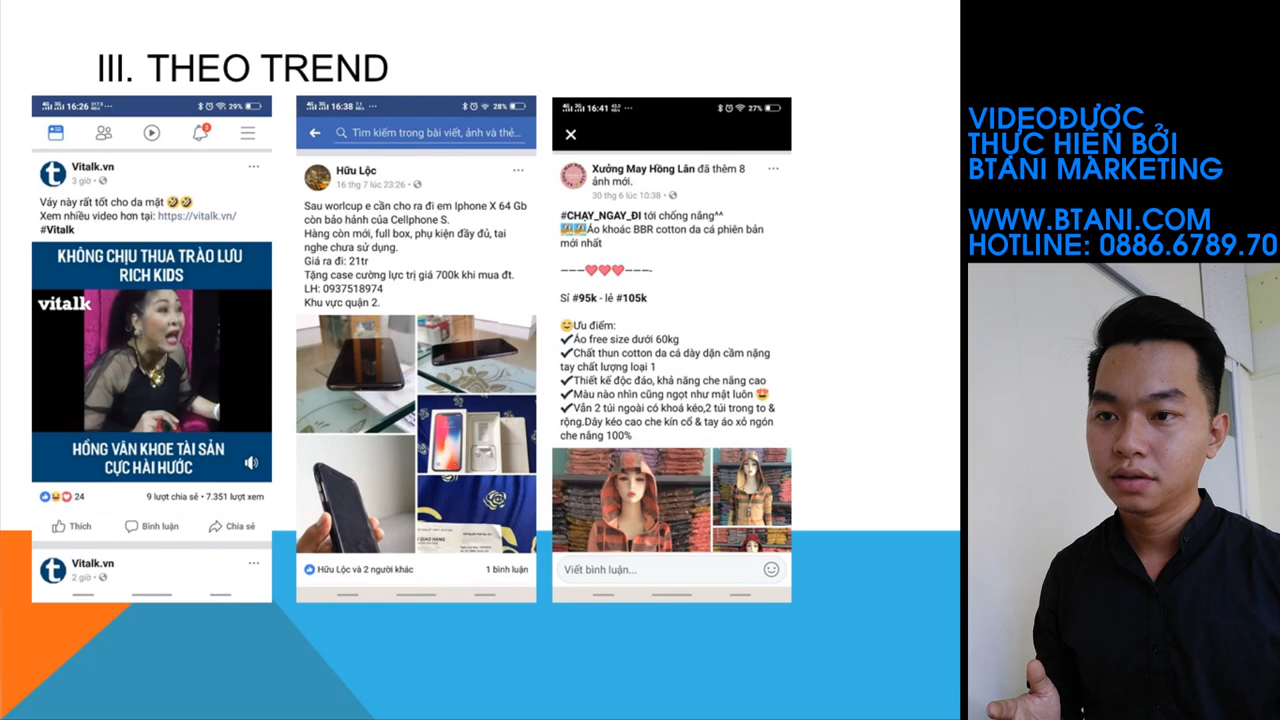 III. THEO TREND
16:26
29%
2
Vitalk.vn
3 giờ
Váy này rất tốt cho da mặt 🤣🤣
Xem nhiều video hơn tại: https://vitalk.vn/
#Vitalk
KHÔNG CHỊU THUA TRÀO LƯU
RICH KIDS
vitalk
HỒNG VÂN KHOE TÀI SẢN
CỰC HÀI HƯỚC
24
9 lượt chia sẻ • 7.351 lượt xem
Thích
Bình luận
Chia sẻ
Vitalk.vn
2 giờ
16:38
28%
Tìm kiếm trong bài viết, ảnh và thẻ...
Hữu Lộc
16 thg 7 lúc 23:26
Sau worlcup e cần cho ra đi em Iphone X 64 Gb
còn bảo hành của Cellphone S.
Hàng còn mới, full box, phụ kiện đầy đủ, tai
nghe chưa sử dụng.
Giá ra đi: 21tr
Tặng case cường lực trị giá 700k khi mua đt.
LH: 0937518974
Khu vực quận 2.
GIAO HÀNG
Hữu Lộc và 2 người khác
1 bình luận
16:41
27%
Xưởng May Hồng Lân đã thêm 8
ảnh mới.
30 thg 6 lúc 10:38
#CHẠY_NGAY_ĐI tới chống nắng^^
Áo khoác BBR cotton da cá phiên bản
mới nhất
———❤❤❤———-
Sỉ #95k - lẻ #105k
Ưu điểm:
✔Áo free size dưới 60kg
✔Chất thun cotton da cá dày dặn cầm nặng
tay chất lượng loại 1
✔Thiết kế độc đáo, khả năng che nắng cao
✔Màu nào nhìn cũng ngọt như mật luôn 😍
✔Vẫn 2 túi ngoài có khoá kéo,2 túi trong to &
rộng.Dây kéo cao che kín cổ & tay áo xỏ ngón
che nắng 100%
Viết bình luận...
VIDEO ĐƯỢC
THỰC HIỆN BỞI
BTANI MARKETING
WWW.BTANI.COM
HOTLINE: 0886.6789.70